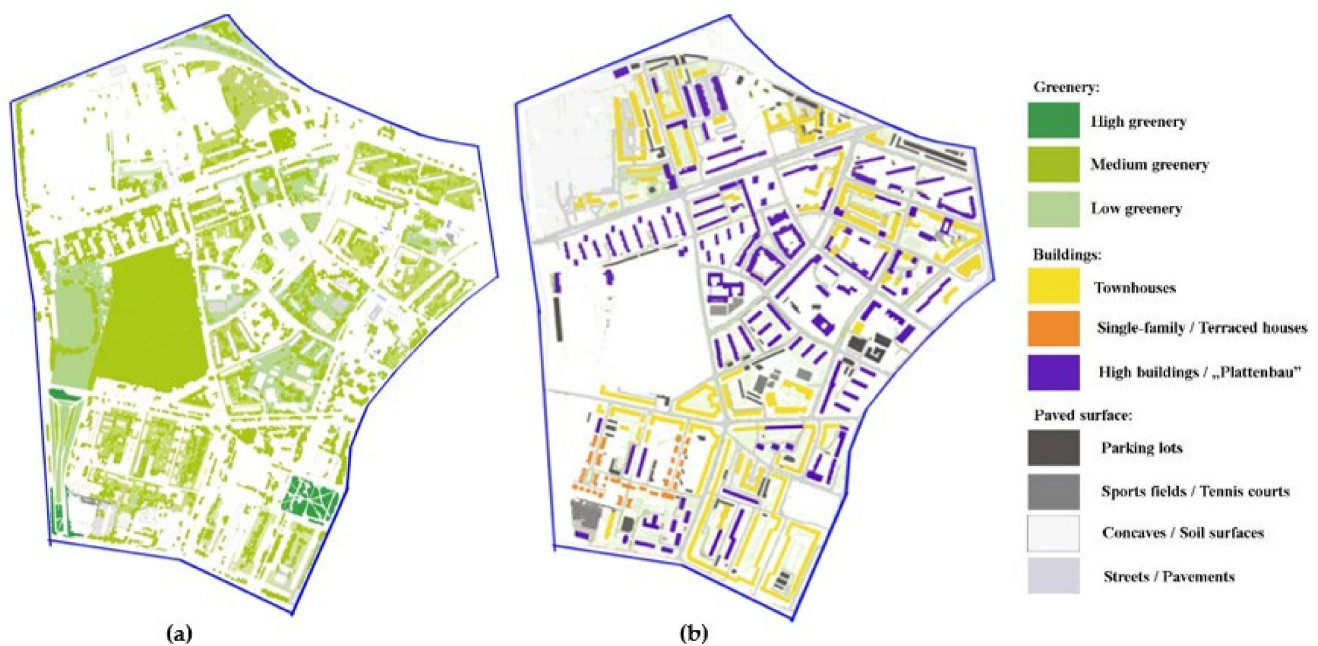 Greenery:
High greenery
Medium greenery
Low greenery
Buildings:
Townhouses
Single-family / Terraced houses
High buildings / „Plattenbau”
Paved surface:
Parking lots
Sports fields / Tennis courts
Concaves / Soil surfaces
Streets / Pavements
(a)
(b)